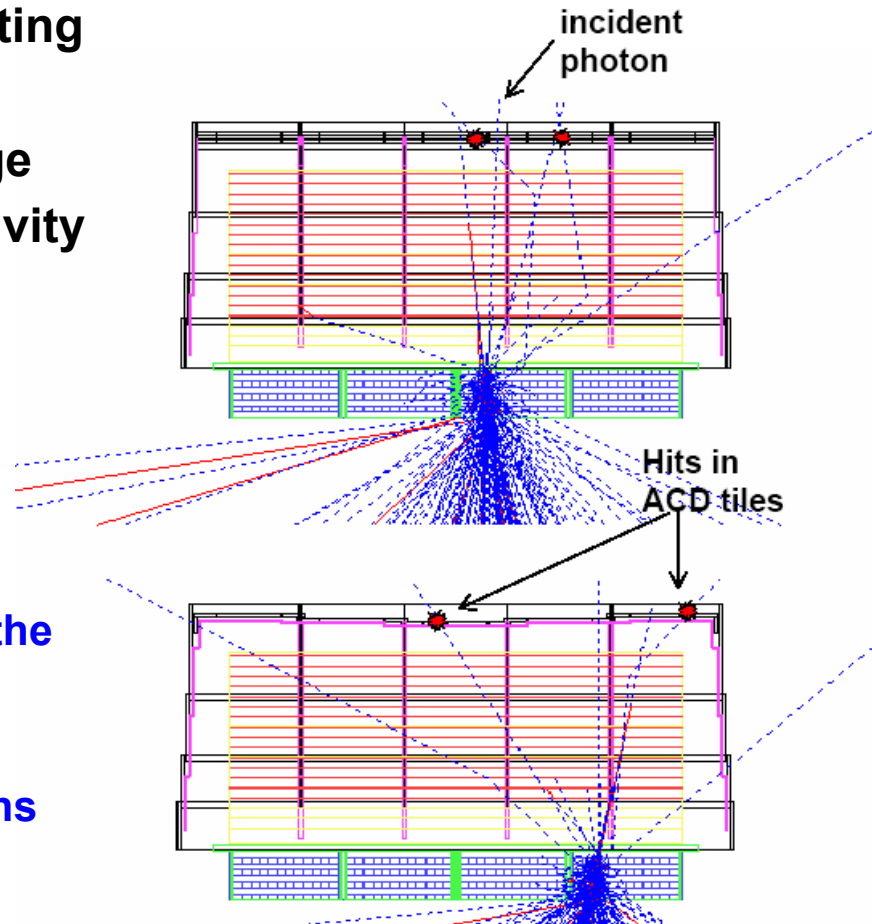 ting
ge
vity
incident
photon
Hits in
ACD tiles
the
ns